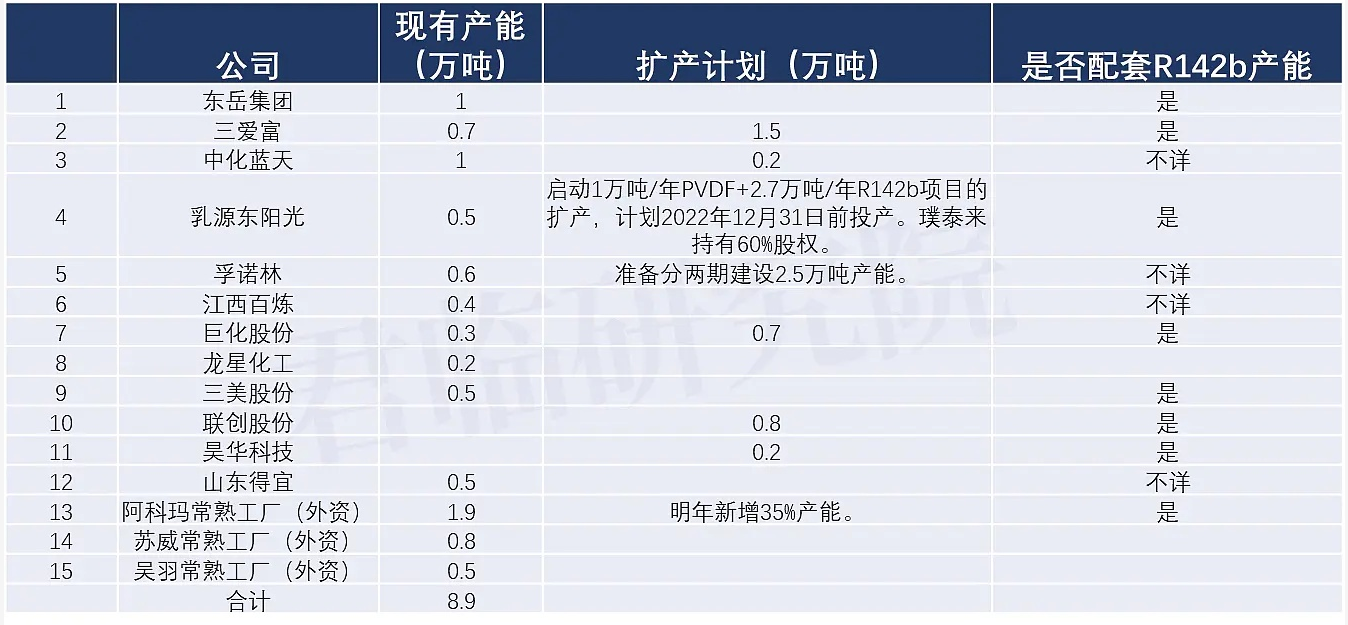 公司 现有产能（万吨） 扩产计划（万吨） 是否配套R142b产能
1 东岳集团 1 是
2 三爱富 0.7 1.5 是
3 中化蓝天 1 0.2 不详
4 乳源东阳光 0.5 启动1万吨/年PVDF+2.7万吨/年R142b项目的扩产，计划2022年12月31日前投产。璞泰来持有60%股权。 是
5 孚诺林 0.6 准备分两期建设2.5万吨产能。 不详
6 江西百炼 0.4 不详
7 巨化股份 0.3 0.7 是
8 龙星化工 0.2
9 三美股份 0.5 是
10 联创股份 0.8 是
11 昊华科技 0.2 是
12 山东得宜 0.5 不详
13 阿科玛常熟工厂（外资） 1.9 明年新增35%产能。 是
14 苏威常熟工厂（外资） 0.8
15 吴羽常熟工厂（外资） 0.5
合计 8.9
君临研究院